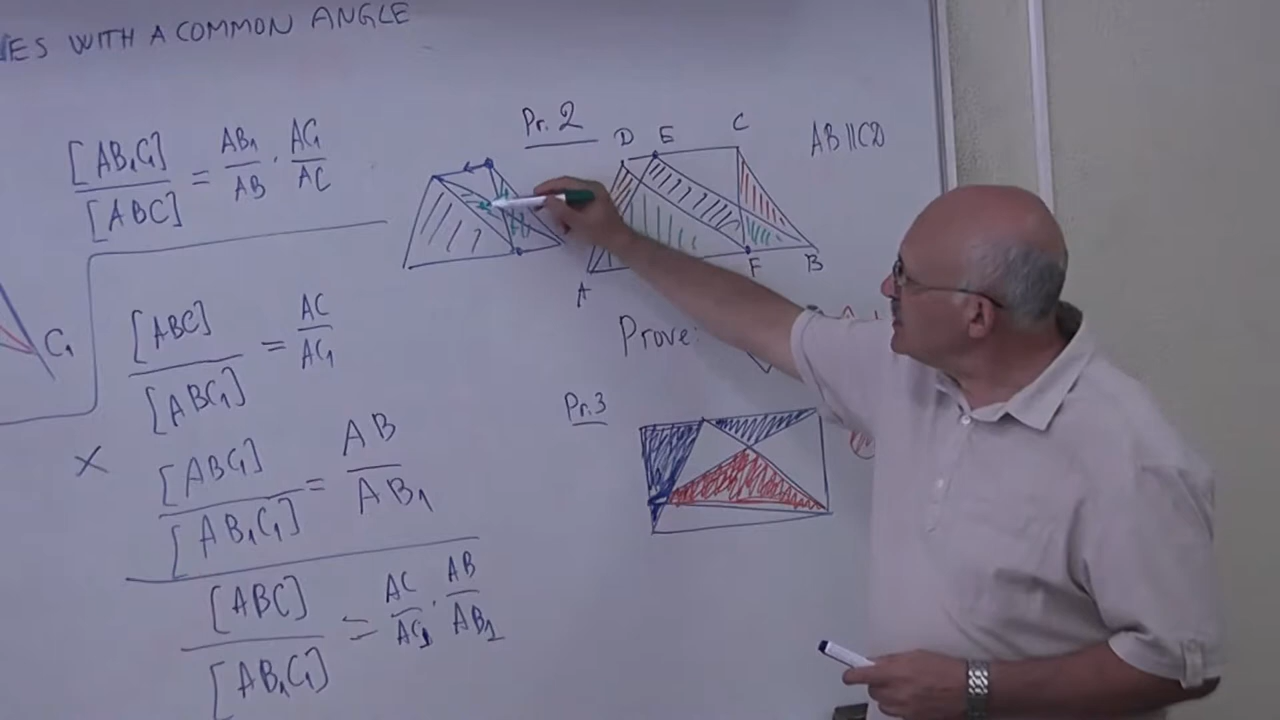 WITH A COMMON ANGLE
[AB₁C₁] / [ABC] = AB₁/AB · AC₁/AC
C₁
[ABC] / [ABC₁] = AC/AC₁
×
[ABC₁] / [AB₁C₁] = AB/AB₁
[ABC] / [AB₁C₁] = AC/AC₁ · AB/AB₁
Pr. 2
D E C
AB || CD
A F B
Prove:
Pr. 3